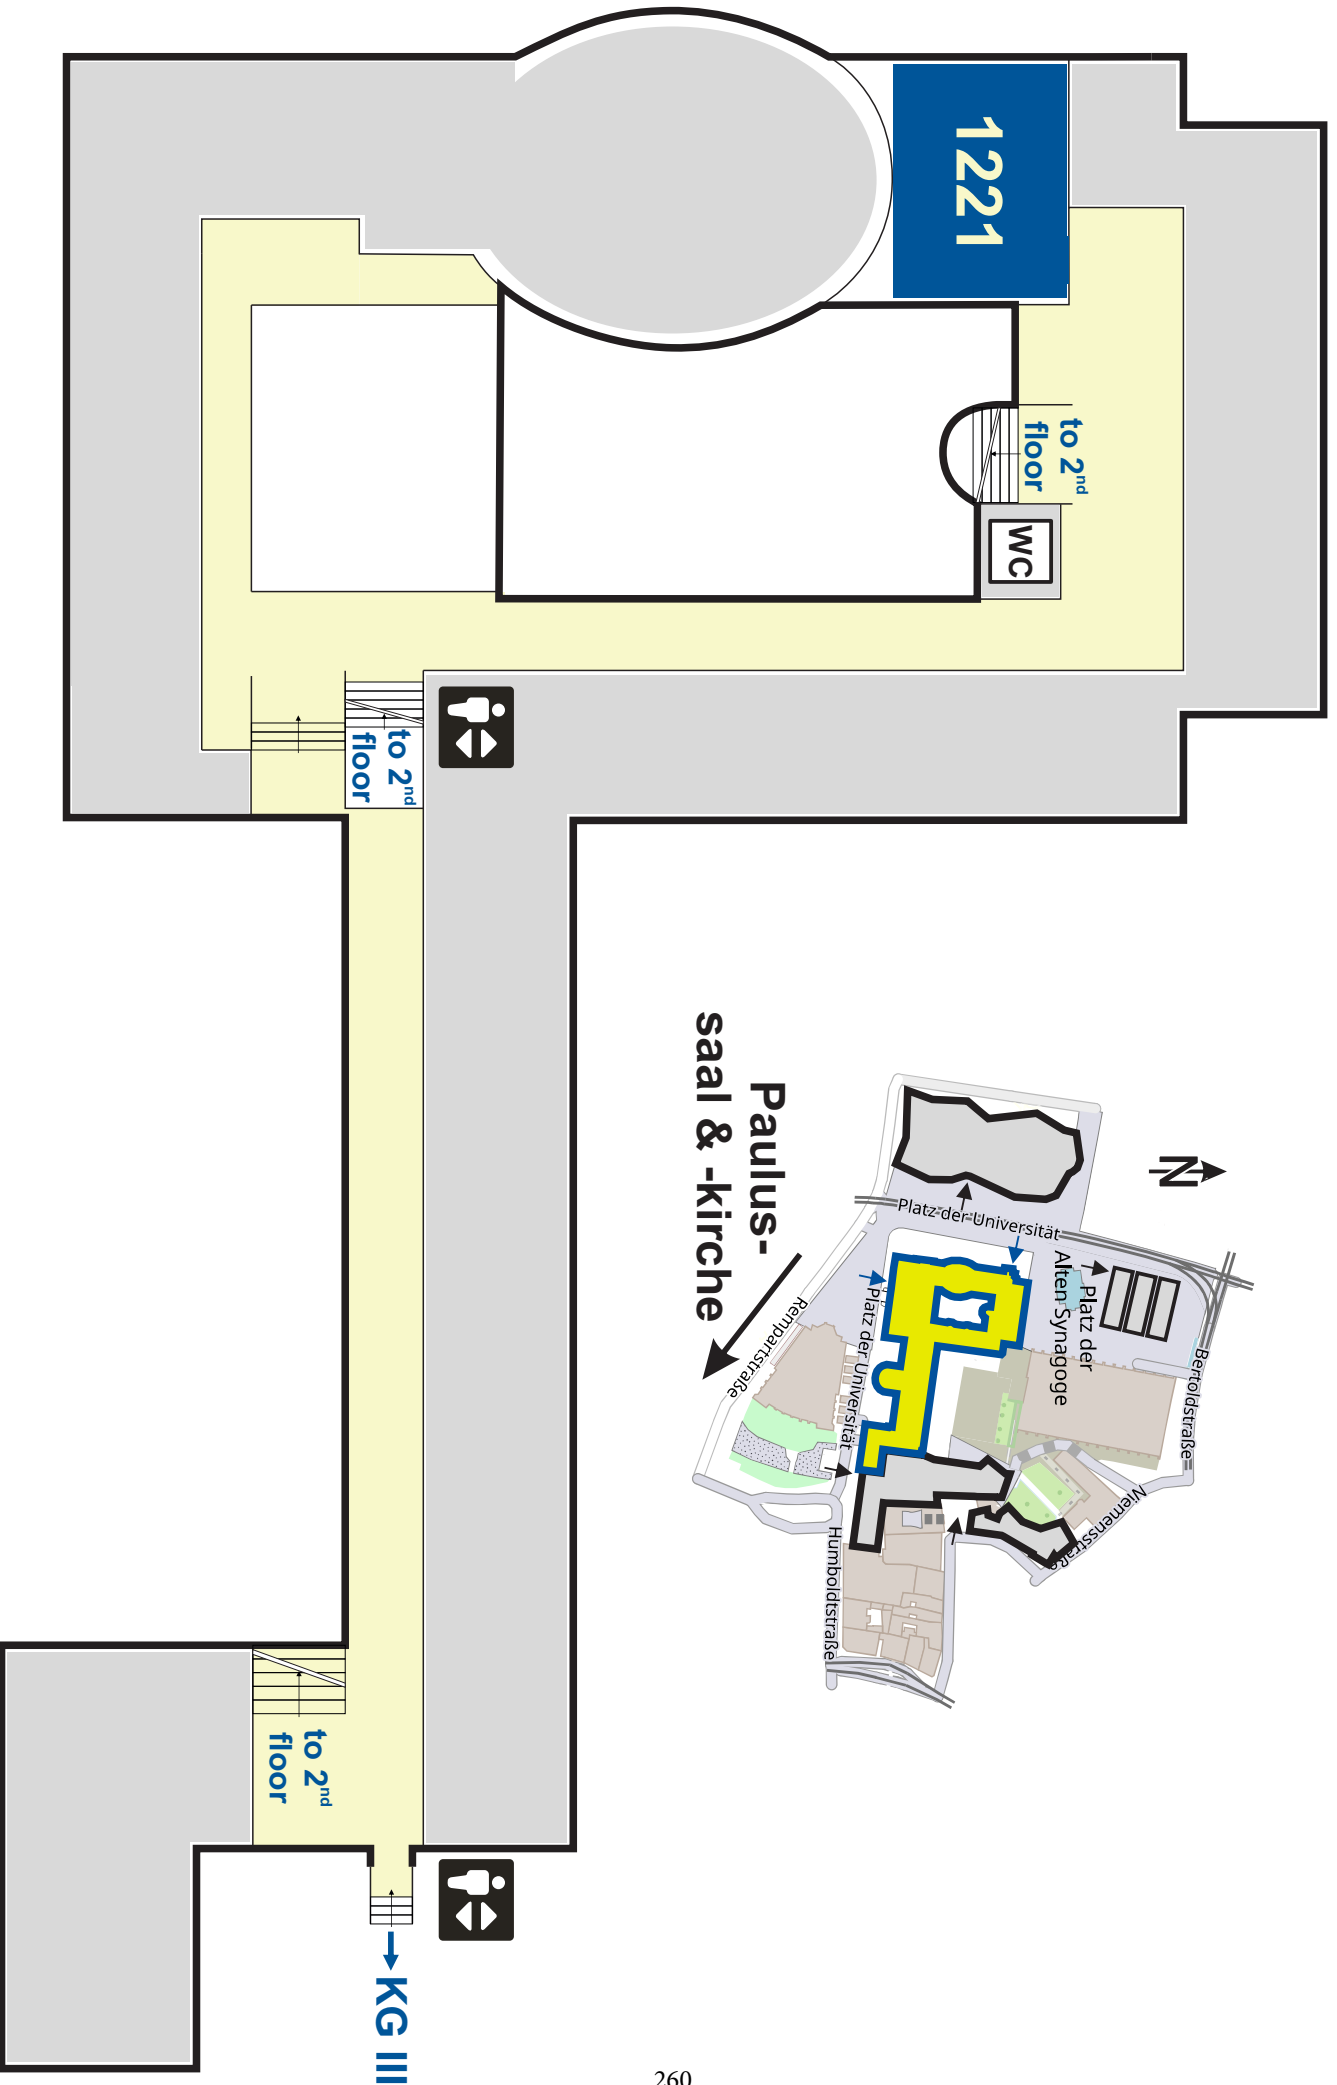 1221
to 2nd
floor
WC
to 2nd
floor
to 2nd
floor
KG III
Paulus-
saal & -kirche
N
Platz der Universität
Platz der
Alten Synagoge
Bertoldstraße
Rempartstraße
Platz der Universität
Niemensstraße
Humboldtstraße
260